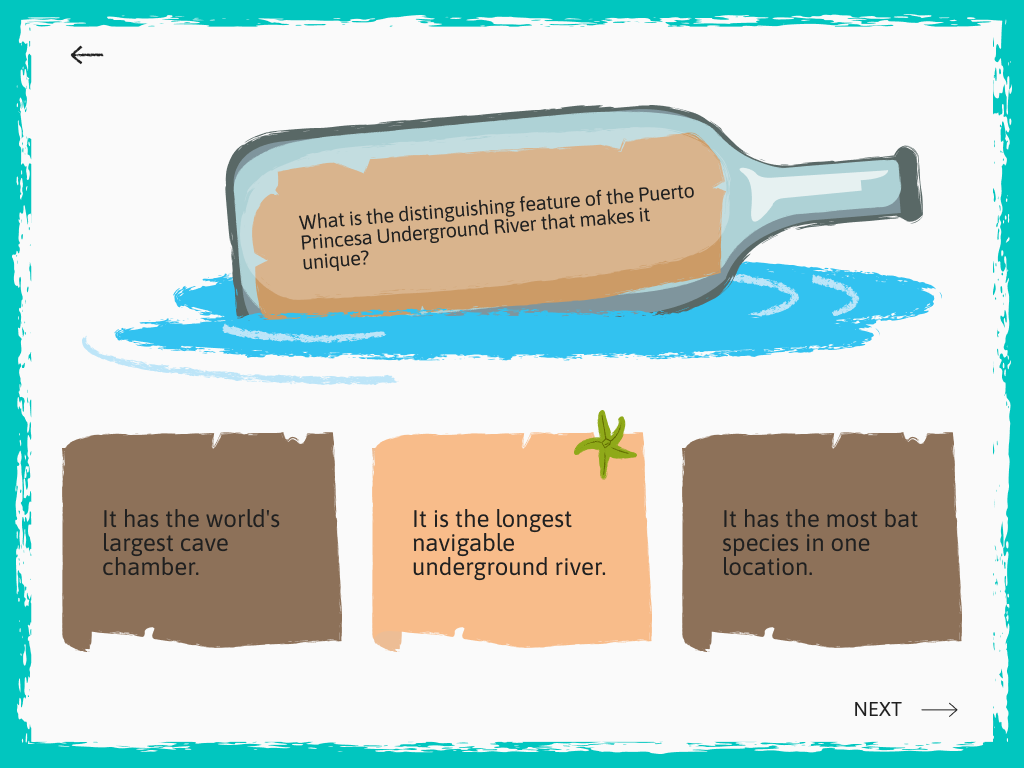 What is the distinguishing feature of the Puerto
Princesa Underground River that makes it
unique?
It has the world's
largest cave
chamber.
It is the longest
navigable
underground river.
It has the most bat
species in one
location.
NEXT